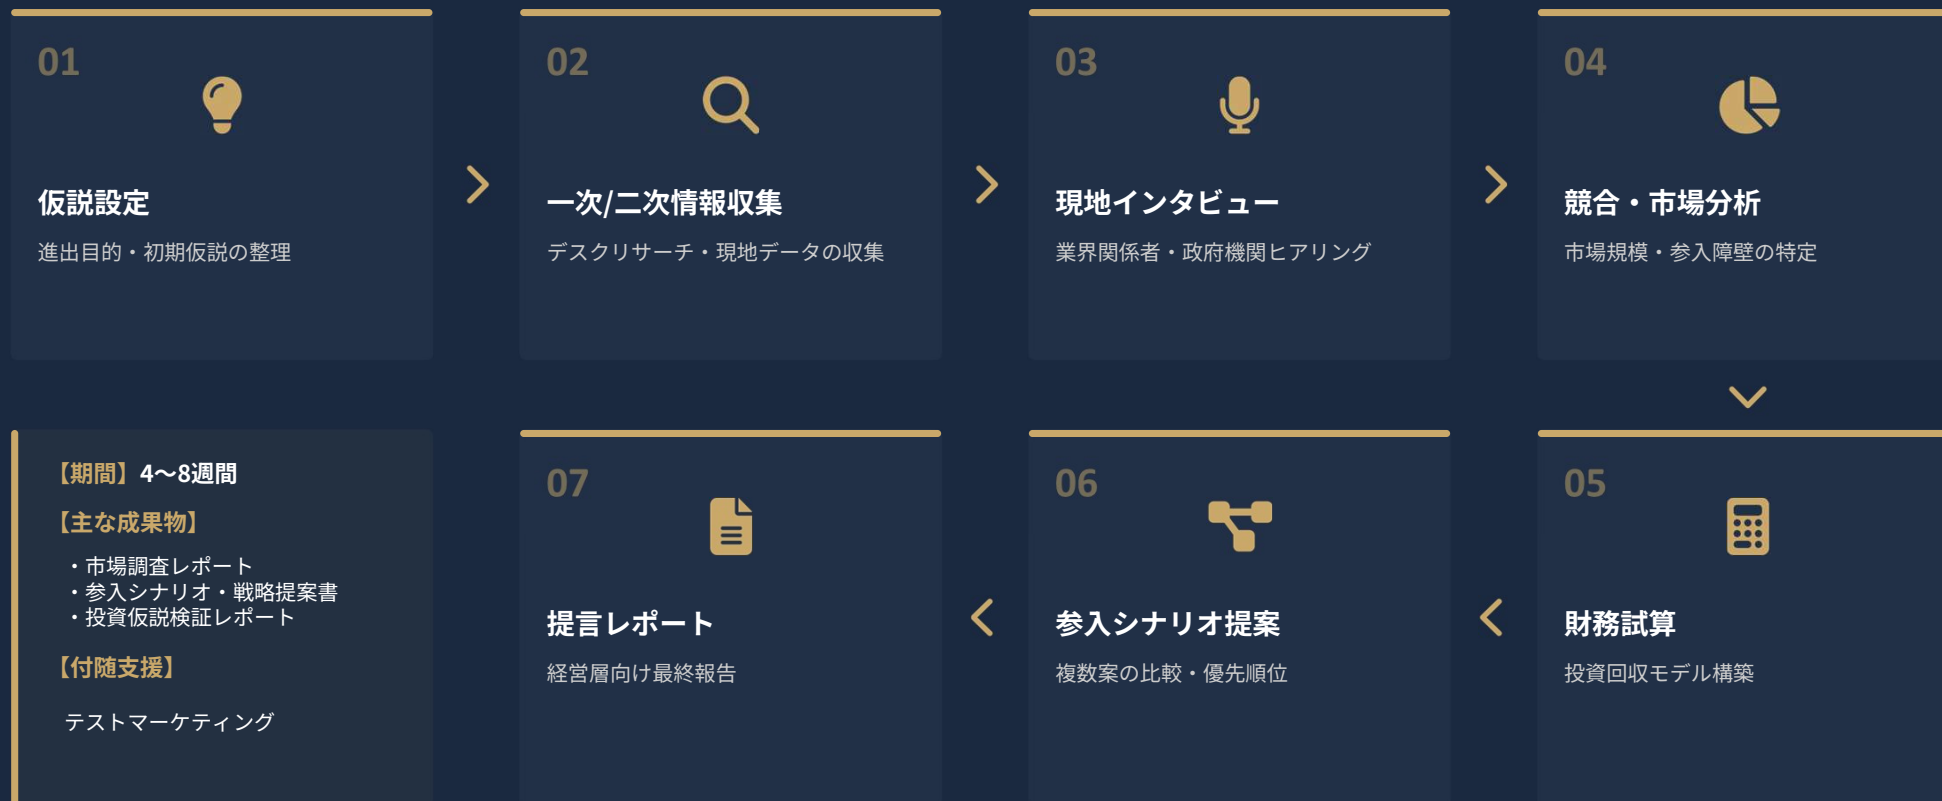 01
仮説設定
進出目的・初期仮説の整理
02
一次/二次情報収集
デスクリサーチ・現地データの収集
03
現地インタビュー
業界関係者・政府機関ヒアリング
04
競合・市場分析
市場規模・参入障壁の特定
05
財務試算
投資回収モデル構築
06
参入シナリオ提案
複数案の比較・優先順位
07
提言レポート
経営層向け最終報告
【期間】4〜8週間
【主な成果物】
・市場調査レポート
・参入シナリオ・戦略提案書
・投資仮説検証レポート
【付随支援】
テストマーケティング